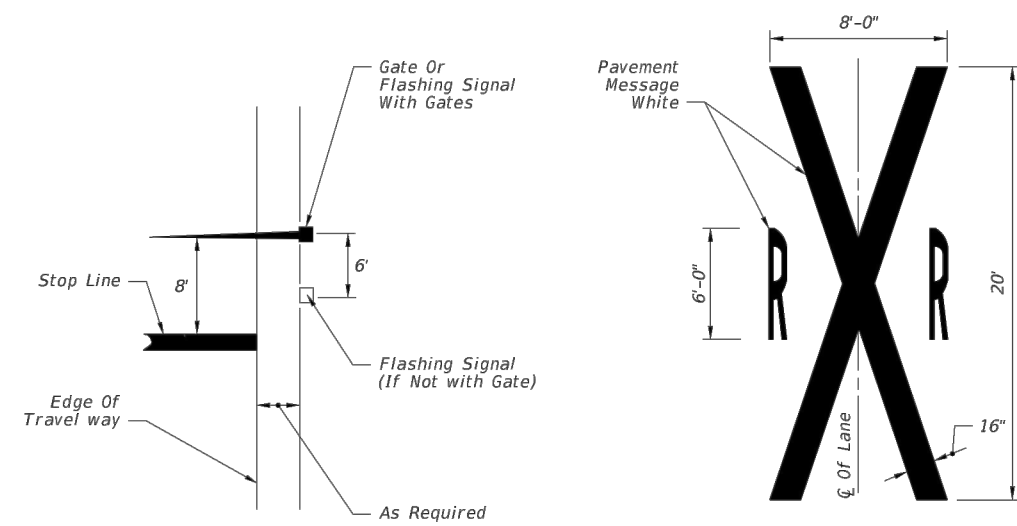 Gate Or
Flashing Signal
With Gates
6'
8'
Stop Line
Flashing Signal
(If Not with Gate)
Edge Of
Travel way
As Required
8'-0"
Pavement
Message
White
R
R
6'-0"
20'
16"
℄ Of Lane